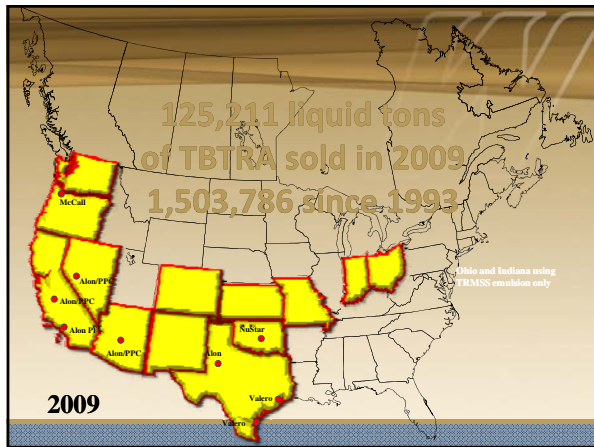 125,211 liquid tons
of TBTRA sold in 2009
1,503,786 since 1993
McCall
Ohio and Indiana using
TRMSS emulsion only
Alon/PPC
Alon/PPC
Alon PPC
Alon/PPC
NuStar
Alon
Valero
Valero
2009